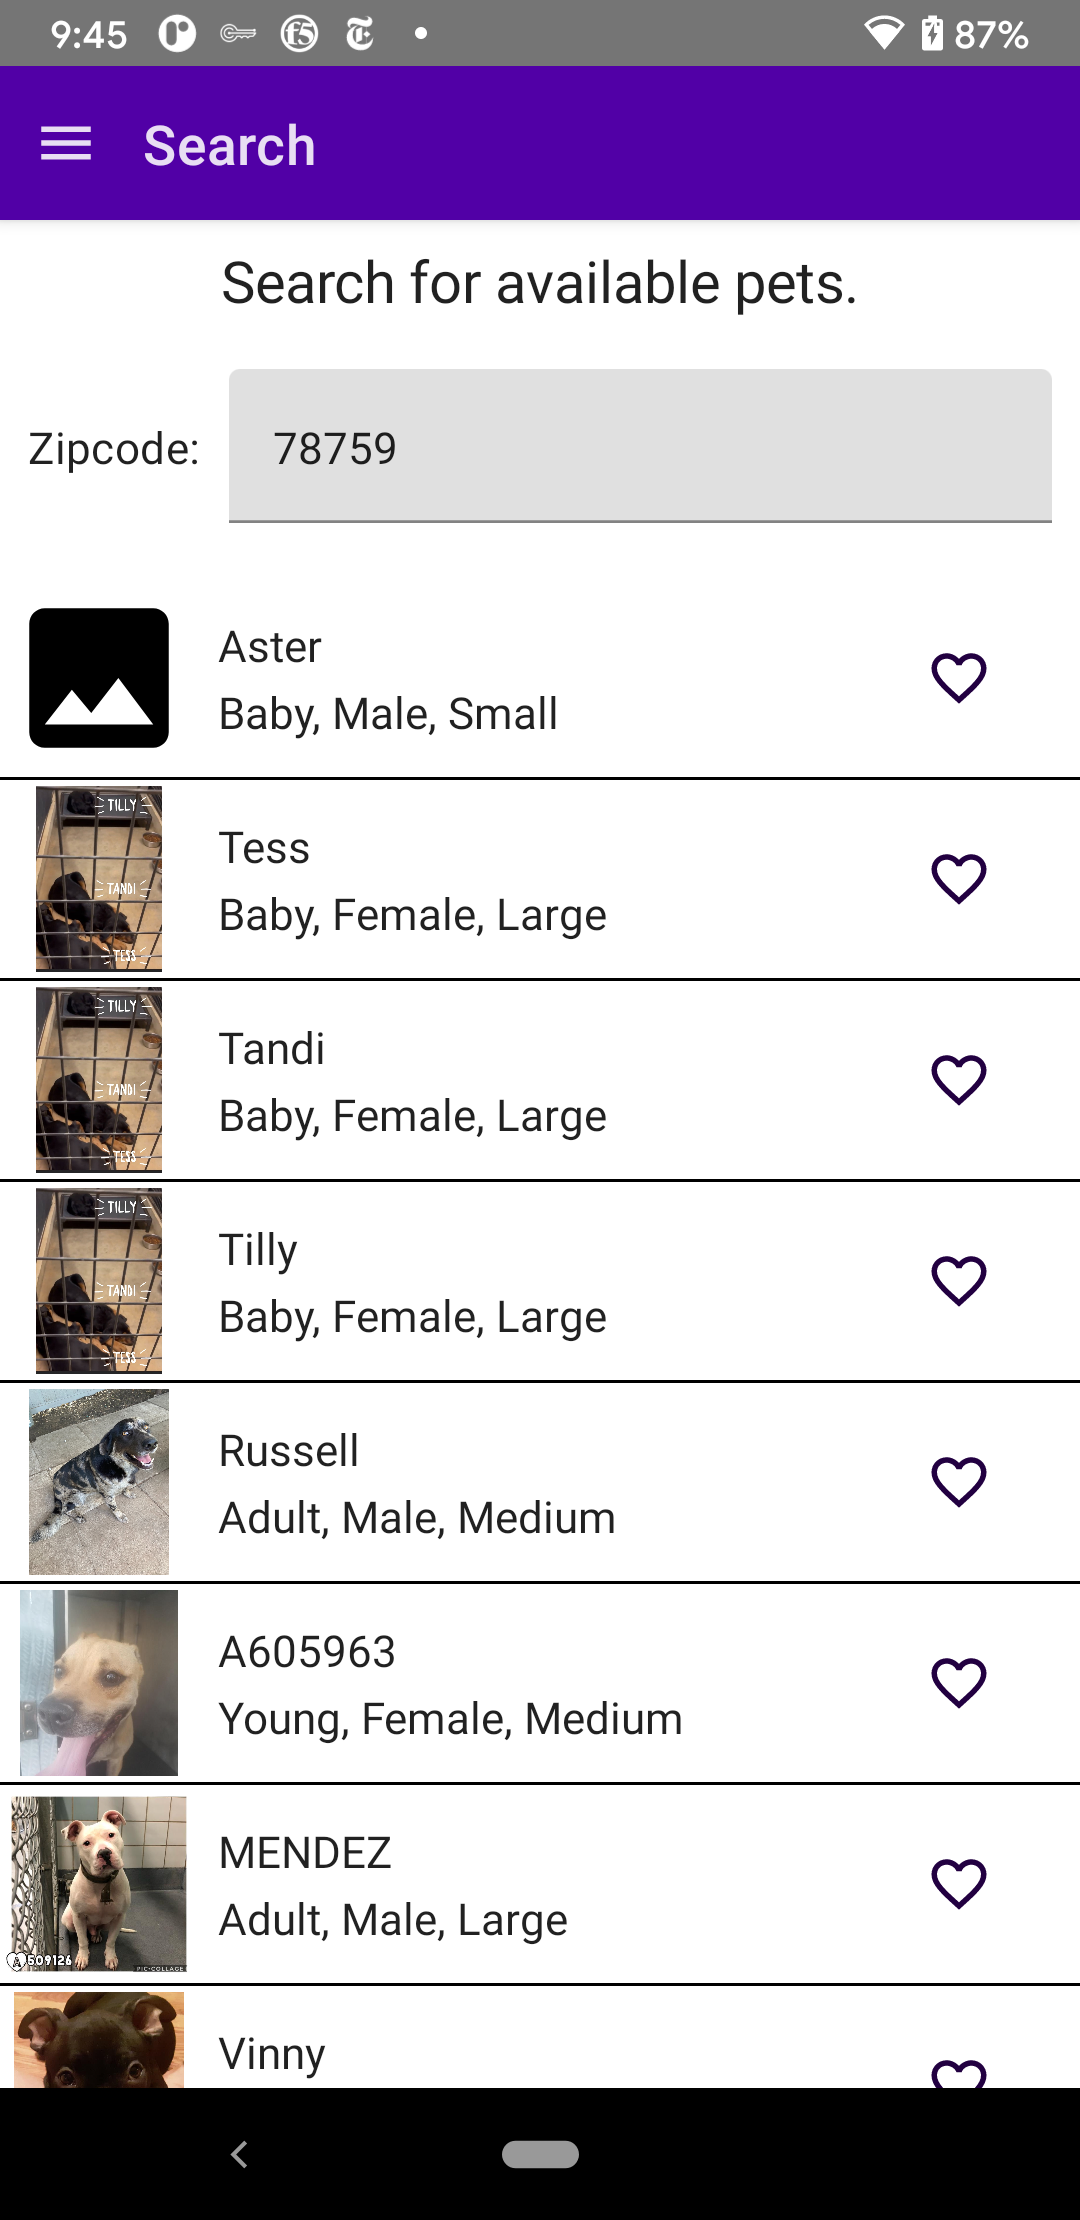 9:45 87%
Search
Search for available pets.
Zipcode: 78759
Aster
Baby, Male, Small
TILLY
TANDI
TESS
Tess
Baby, Female, Large
TILLY
TANDI
TESS
Tandi
Baby, Female, Large
TILLY
TANDI
TESS
Tilly
Baby, Female, Large
Russell
Adult, Male, Medium
A605963
Young, Female, Medium
MENDEZ
Adult, Male, Large
A509126
PIC•COLLAGE
Vinny